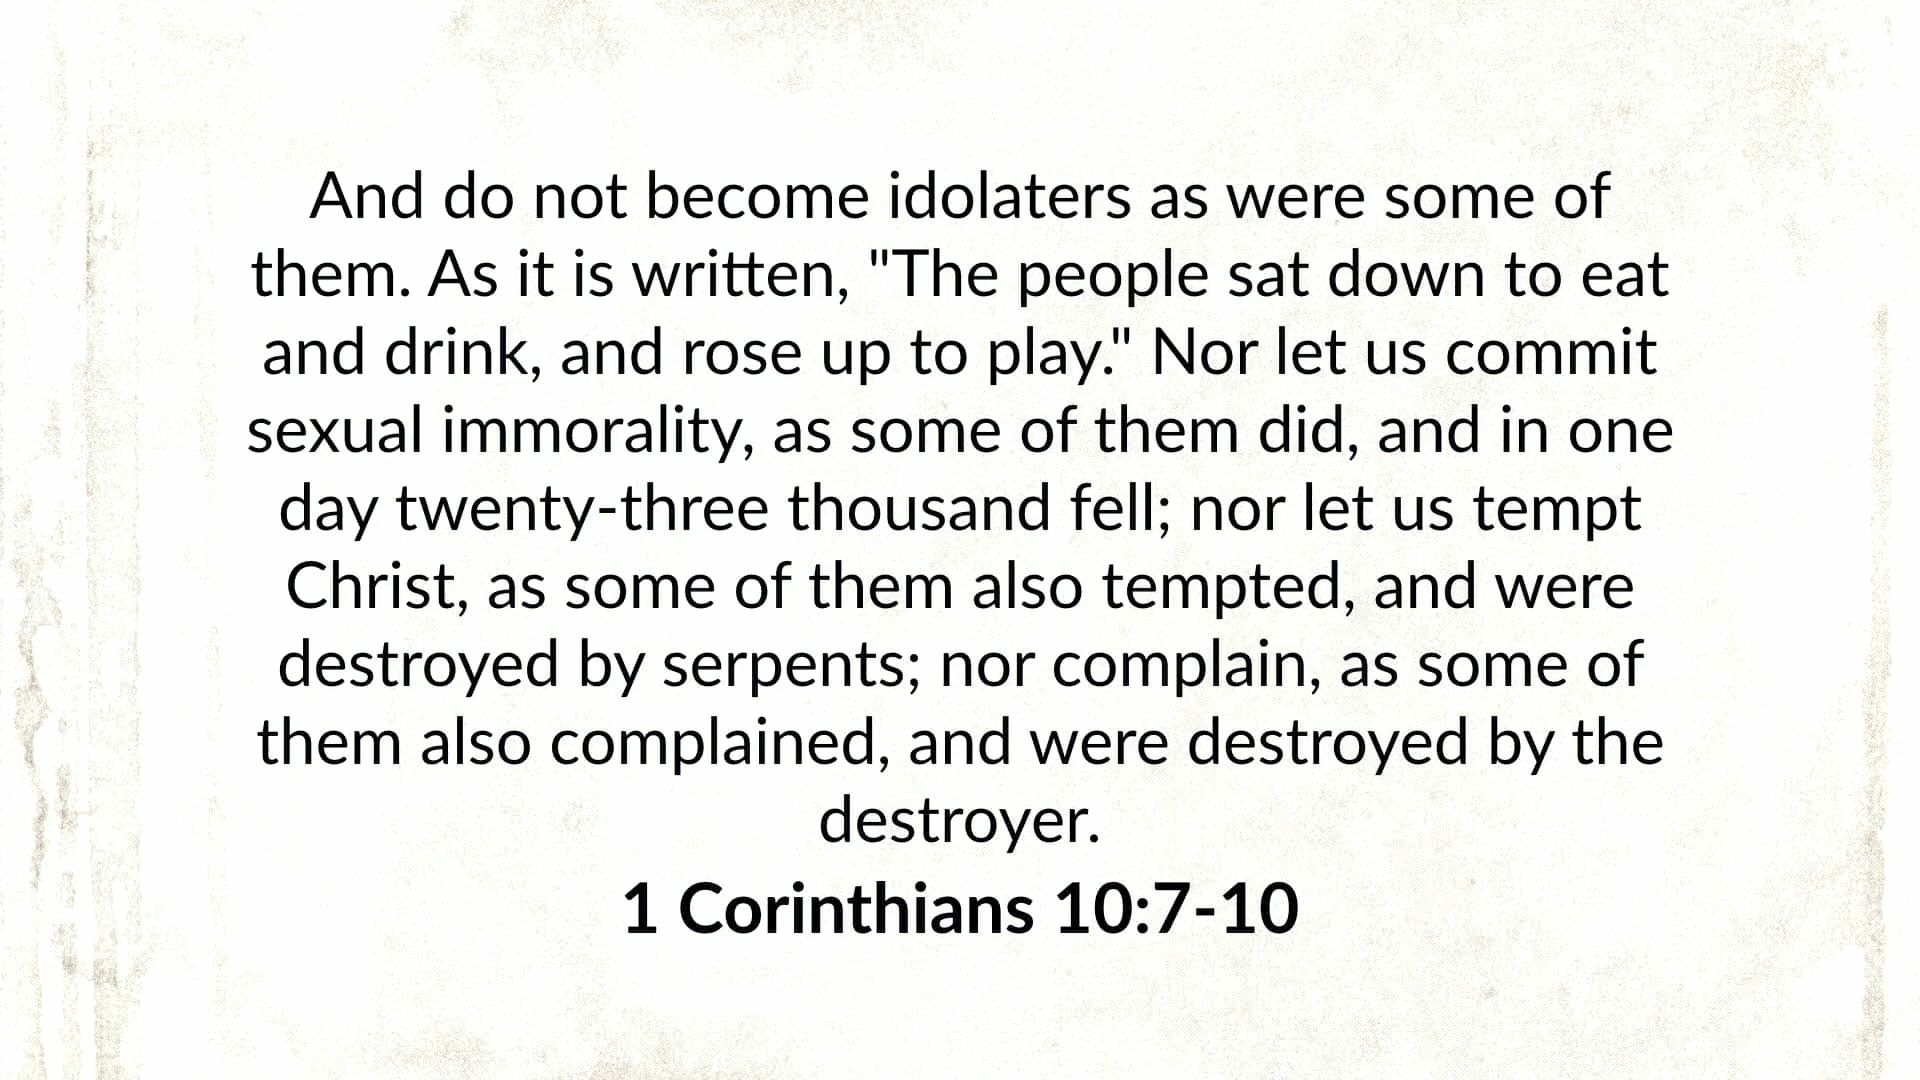 And do not become idolaters as were some of
them. As it is written, "The people sat down to eat
and drink, and rose up to play." Nor let us commit
sexual immorality, as some of them did, and in one
day twenty-three thousand fell; nor let us tempt
Christ, as some of them also tempted, and were
destroyed by serpents; nor complain, as some of
them also complained, and were destroyed by the
destroyer.
1 Corinthians 10:7-10